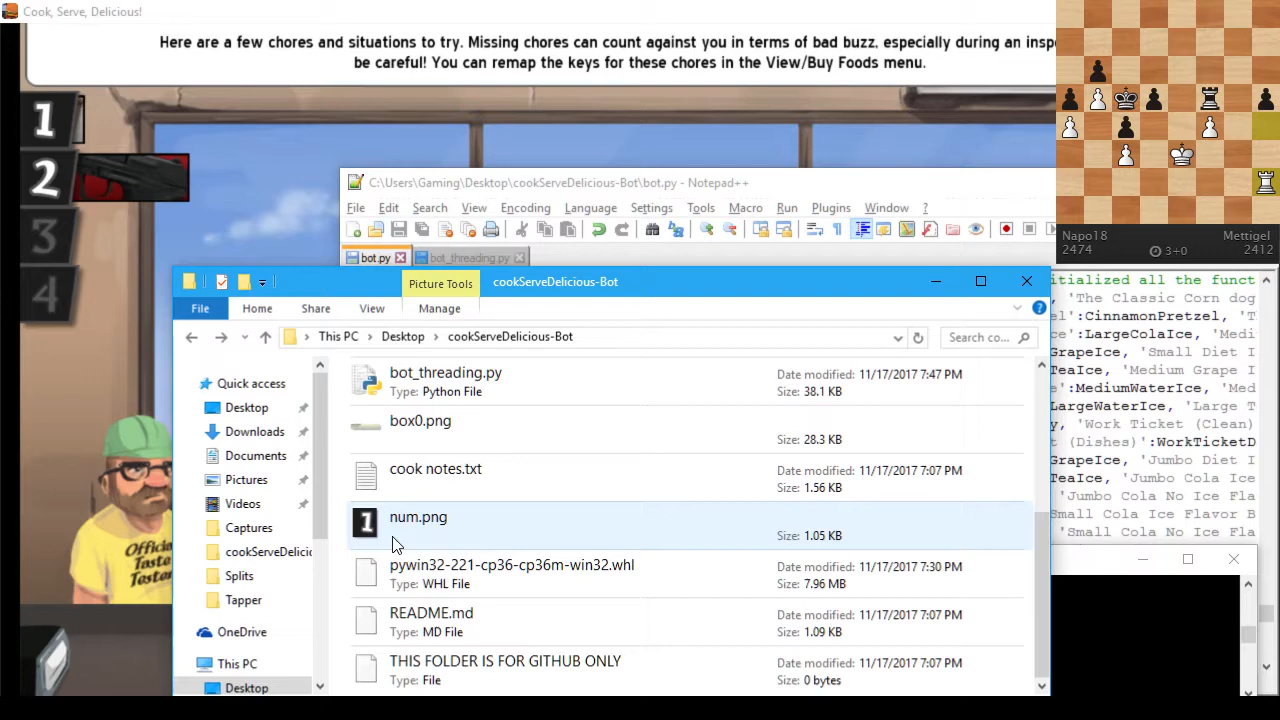 Cook, Serve, Delicious!
Here are a few chores and situations to try. Missing chores can count against you in terms of bad buzz, especially during an insp
be careful! You can remap the keys for these chores in the View/Buy Foods menu.
1
2
3
4
C:\Users\Gaming\Desktop\cookServeDelicious-Bot\bot.py - Notepad++
File Edit Search View Encoding Language Settings Tools Macro Run Plugins Window ?
bot.py bot_threading.py
Picture Tools cookServeDelicious-Bot
File Home Share View Manage
This PC Desktop cookServeDelicious-Bot Search co...
Quick access
Desktop
Downloads
Documents
Pictures
Videos
Captures
cookServeDelicio
Splits
Tapper
OneDrive
This PC
Desktop
bot_threading.py Date modified: 11/17/2017 7:47 PM
Type: Python File Size: 38.1 KB
box0.png
Size: 28.3 KB
cook notes.txt Date modified: 11/17/2017 7:07 PM
Size: 1.56 KB
num.png
Size: 1.05 KB
pywin32-221-cp36-cp36m-win32.whl Date modified: 11/17/2017 7:30 PM
Type: WHL File Size: 7.96 MB
README.md Date modified: 11/17/2017 7:07 PM
Type: MD File Size: 1.09 KB
THIS FOLDER IS FOR GITHUB ONLY Date modified: 11/17/2017 7:07 PM
Type: File Size: 0 bytes
Official
Taste
Tester
Napo18 Mettigel
2474 3+0 2412
itialized all the funct
, 'The Classic Corn dog
el':CinnamonPretzel, 'T
ce':LargeColaIce, 'Medi
GrapeIce, 'Small Diet I
TeaIce, 'Medium Grape I
e':MediumWaterIce, 'Med
LargeWaterIce, 'Large T
y, 'Work Ticket (Clean)
t (Dishes)':WorkTicketD
GrapeIce, 'Jumbo Diet I
TeaIce, 'Jumbo Cola Ice
'Jumbo Cola No Ice Fla
Small Cola Ice Flavor B
'Small Cola No Ice Fla